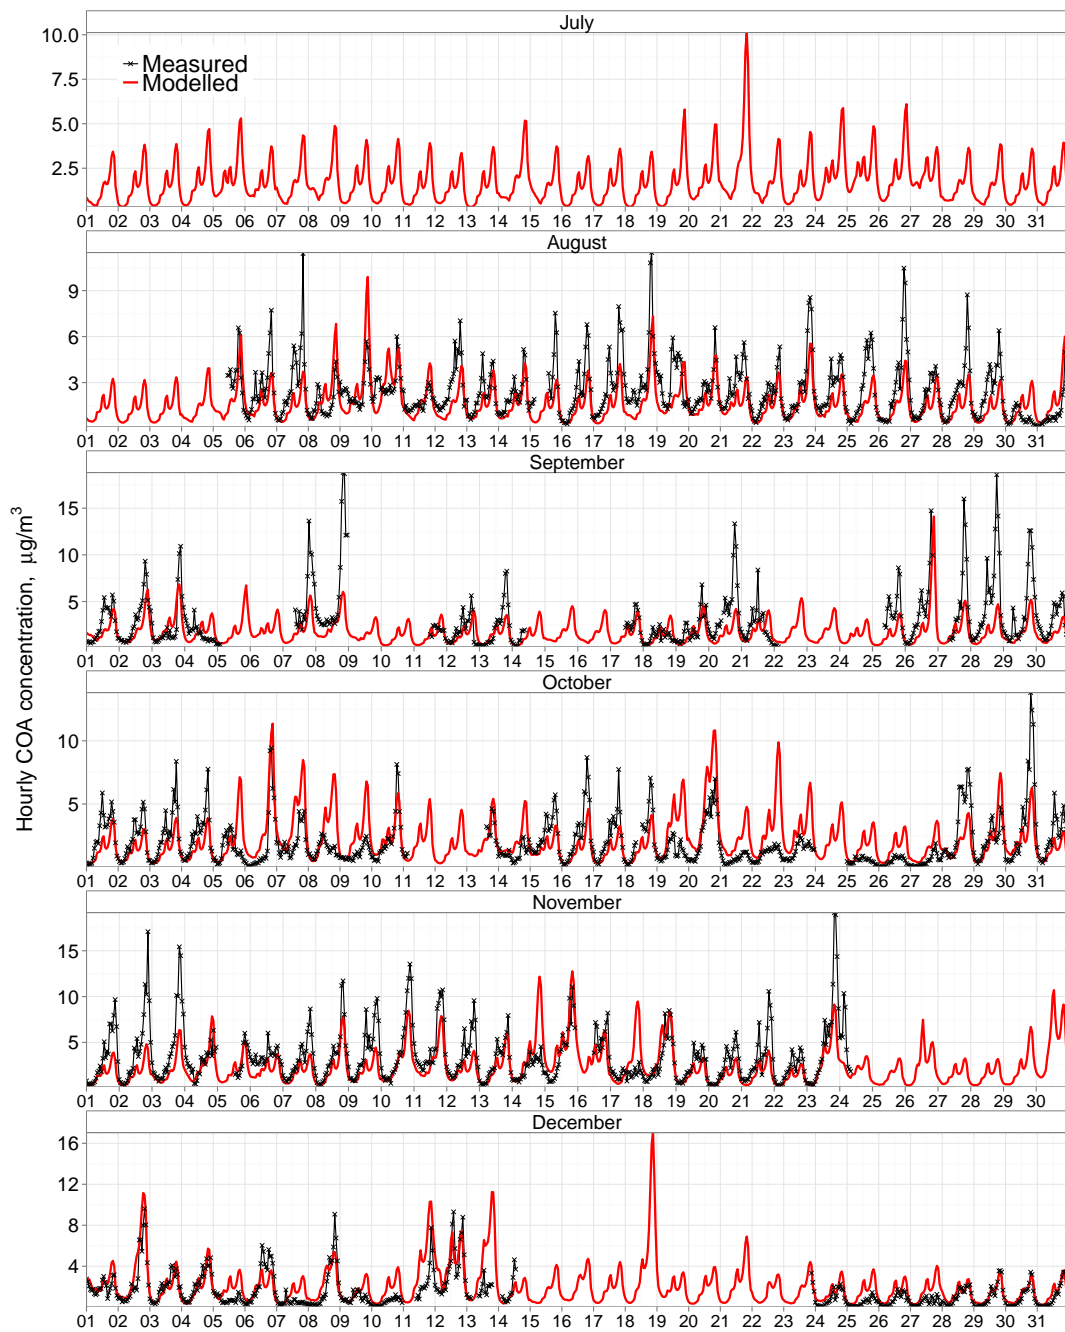 July
10.0
7.5
5.0
2.5
Measured
Modelled
01 02 03 04 05 06 07 08 09 10 11 12 13 14 15 16 17 18 19 20 21 22 23 24 25 26 27 28 29 30 31
August
9
6
3
01 02 03 04 05 06 07 08 09 10 11 12 13 14 15 16 17 18 19 20 21 22 23 24 25 26 27 28 29 30 31
September
15
10
5
01 02 03 04 05 06 07 08 09 10 11 12 13 14 15 16 17 18 19 20 21 22 23 24 25 26 27 28 29 30
Hourly COA concentration, μg/m³
October
10
5
01 02 03 04 05 06 07 08 09 10 11 12 13 14 15 16 17 18 19 20 21 22 23 24 25 26 27 28 29 30 31
November
15
10
5
01 02 03 04 05 06 07 08 09 10 11 12 13 14 15 16 17 18 19 20 21 22 23 24 25 26 27 28 29 30
December
16
12
8
4
01 02 03 04 05 06 07 08 09 10 11 12 13 14 15 16 17 18 19 20 21 22 23 24 25 26 27 28 29 30 31